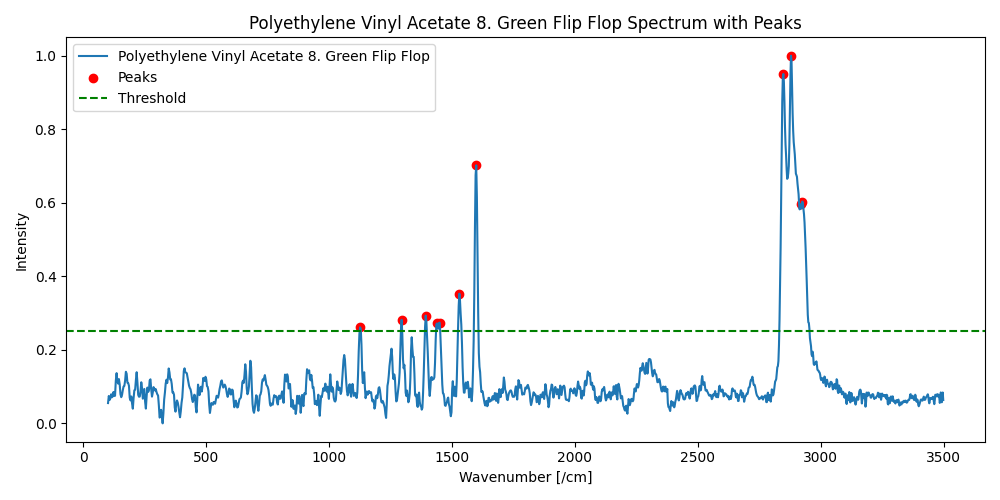 Polyethylene Vinyl Acetate 8. Green Flip Flop Spectrum with Peaks
Polyethylene Vinyl Acetate 8. Green Flip Flop
Peaks
Threshold
1.0
0.8
0.6
0.4
0.2
0.0
Intensity
0 500 1000 1500 2000 2500 3000 3500
Wavenumber [/cm]